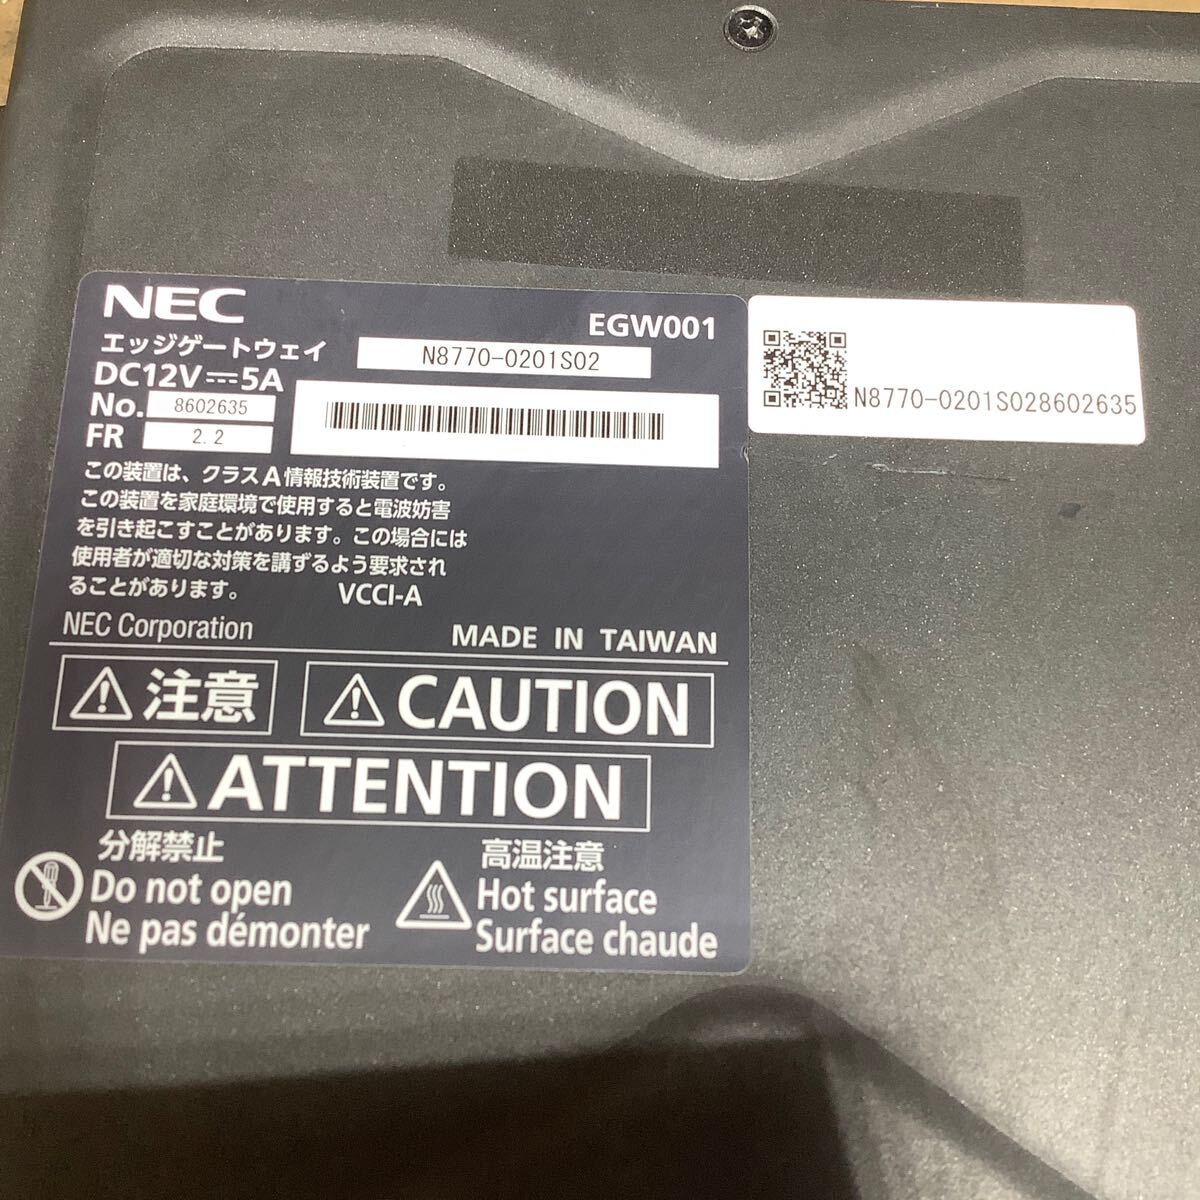 NEC
EGW001
エッジゲートウェイ
N8770-0201S02
DC12V⎓5A
No. 8602635
FR 2.2
N8770-0201S028602635
この装置は、クラスA情報技術装置です。
この装置を家庭環境で使用すると電波妨害
を引き起こすことがあります。この場合には
使用者が適切な対策を講ずるよう要求され
ることがあります。 VCCI-A
NEC Corporation
MADE IN TAIWAN
注意
CAUTION
ATTENTION
分解禁止
Do not open
Ne pas démonter
高温注意
Hot surface
Surface chaude